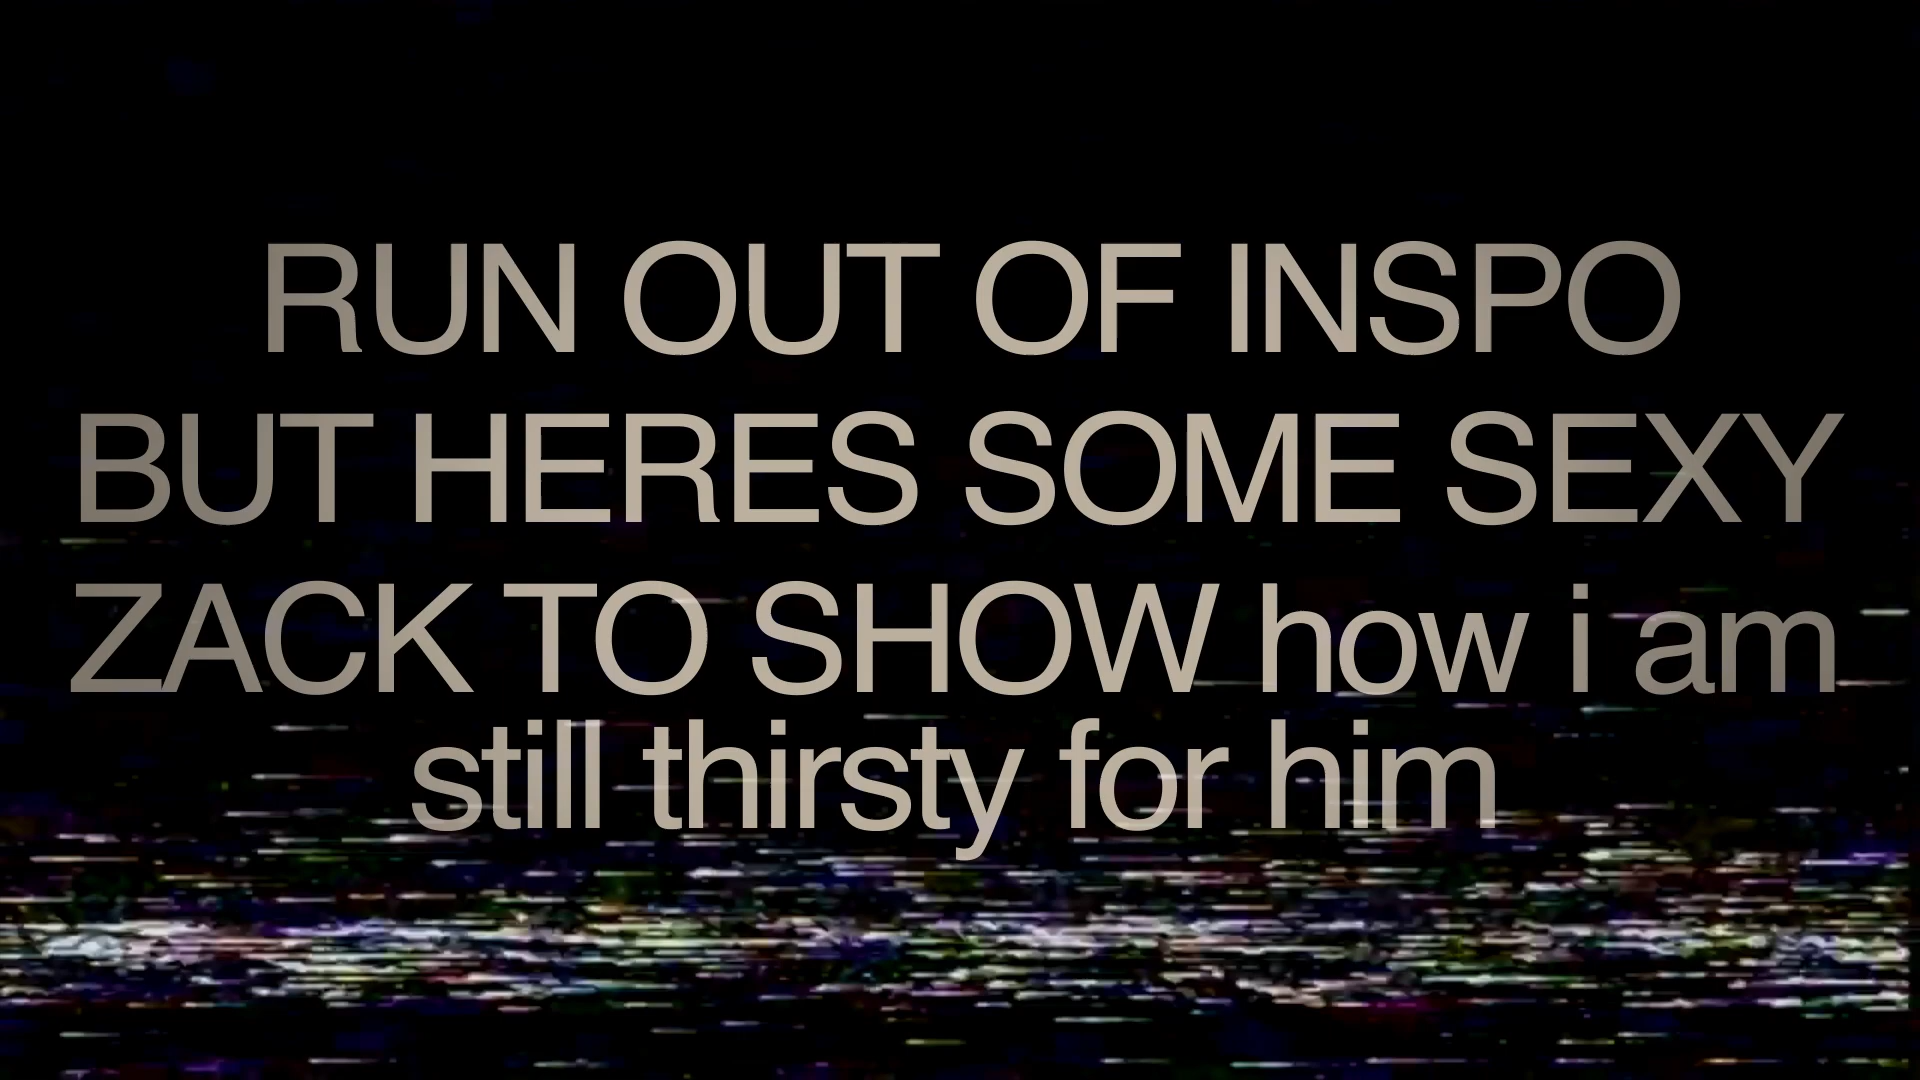 RUN OUT OF INSPO
BUT HERES SOME SEXY
ZACK TO SHOW how i am
still thirsty for him